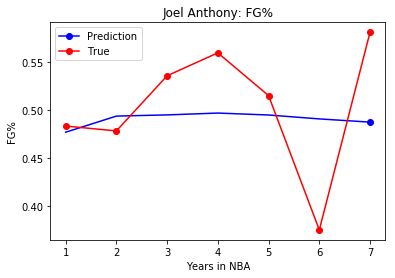 Joel Anthony: FG%
Prediction
True
FG%
0.55
0.50
0.45
0.40
1 2 3 4 5 6 7
Years in NBA